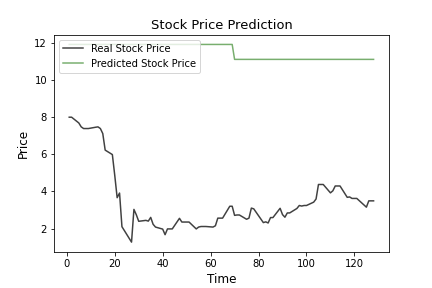 Stock Price Prediction
12
10
8
6
4
2
Price
Real Stock Price
Predicted Stock Price
0 20 40 60 80 100 120
Time